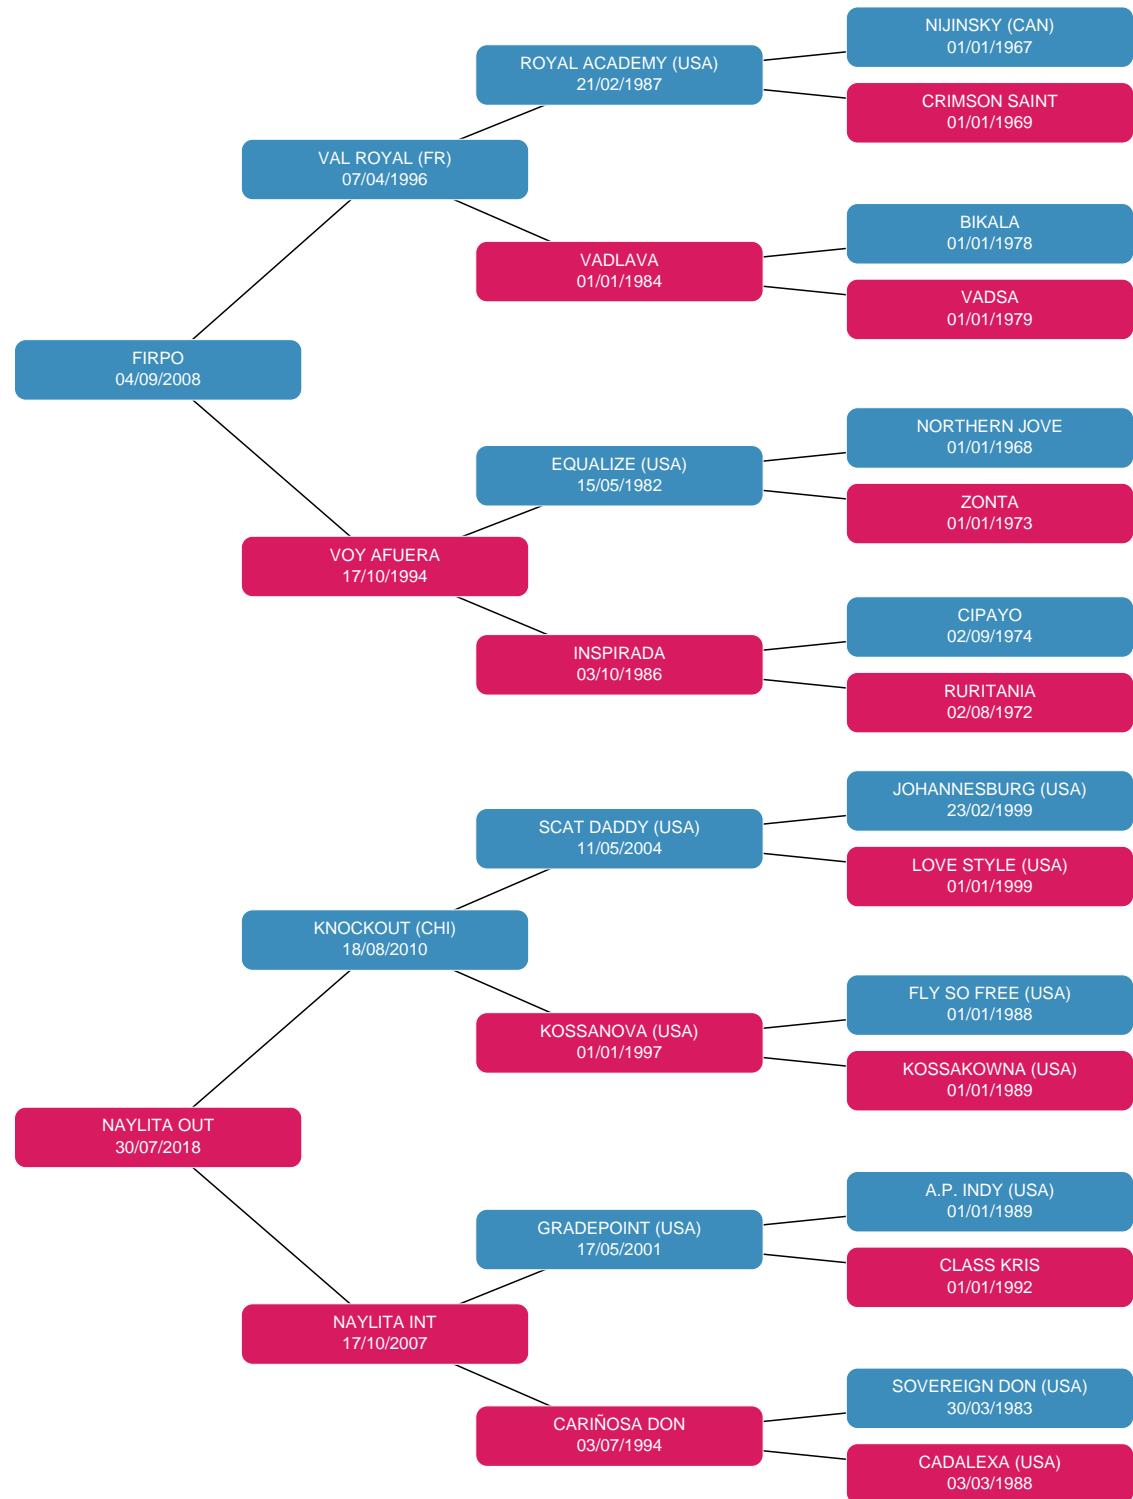 NIJINSKY (CAN)
01/01/1967
ROYAL ACADEMY (USA)
21/02/1987
CRIMSON SAINT
01/01/1969
VAL ROYAL (FR)
07/04/1996
BIKALA
01/01/1978
VADLAVA
01/01/1984
VADSA
01/01/1979
FIRPO
04/09/2008
NORTHERN JOVE
01/01/1968
EQUALIZE (USA)
15/05/1982
ZONTA
01/01/1973
VOY AFUERA
17/10/1994
CIPAYO
02/09/1974
INSPIRADA
03/10/1986
RURITANIA
02/08/1972
JOHANNESBURG (USA)
23/02/1999
SCAT DADDY (USA)
11/05/2004
LOVE STYLE (USA)
01/01/1999
KNOCKOUT (CHI)
18/08/2010
FLY SO FREE (USA)
01/01/1988
KOSSANOVA (USA)
01/01/1997
KOSSAKOWNA (USA)
01/01/1989
NAYLITA OUT
30/07/2018
A.P. INDY (USA)
01/01/1989
GRADEPOINT (USA)
17/05/2001
CLASS KRIS
01/01/1992
NAYLITA INT
17/10/2007
SOVEREIGN DON (USA)
30/03/1983
CARIÑOSA DON
03/07/1994
CADALEXA (USA)
03/03/1988